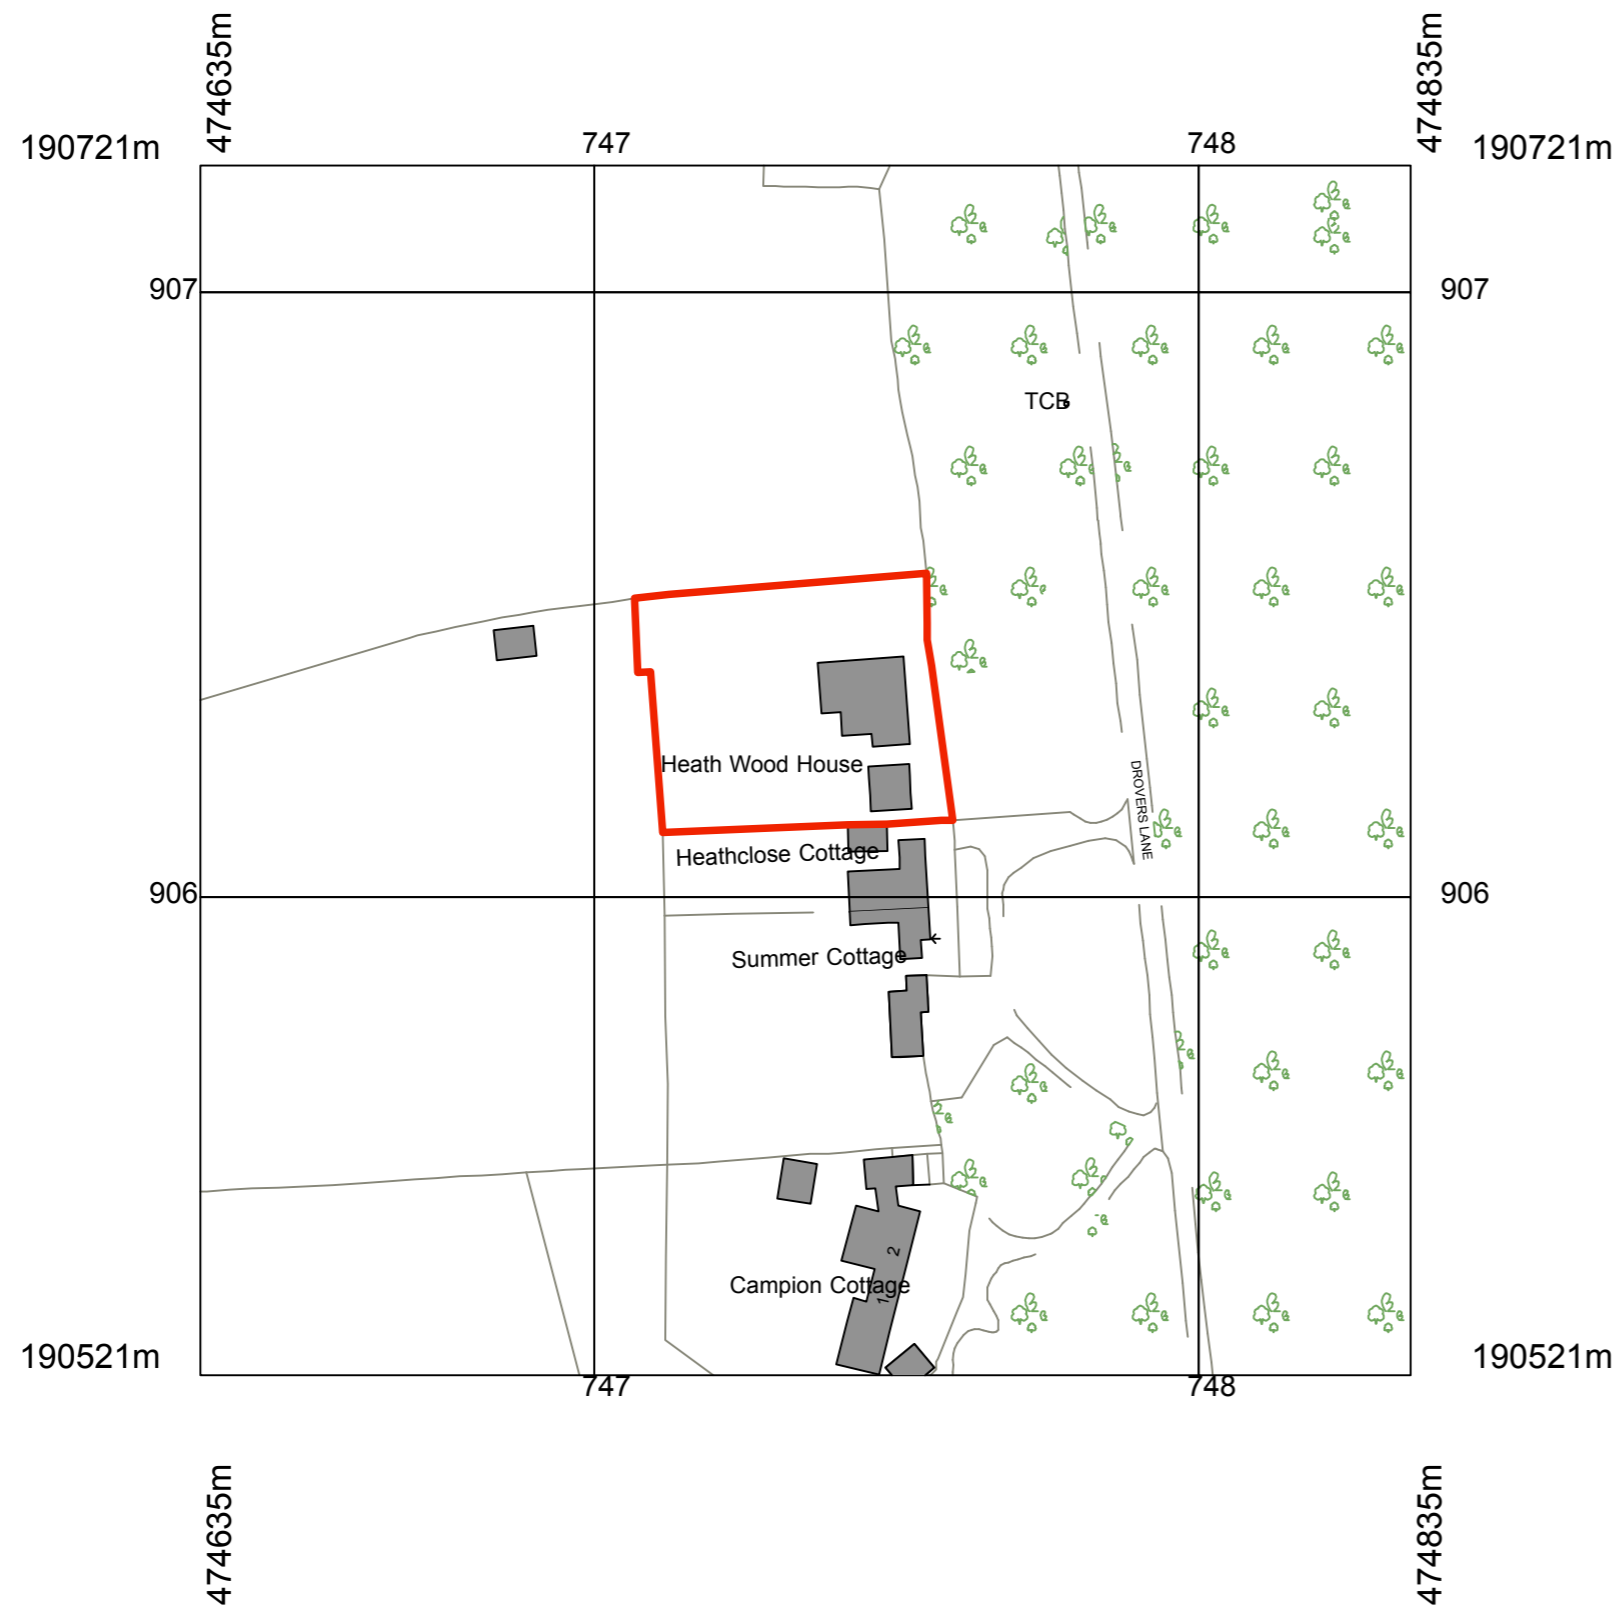 474635m
474835m
190721m
747
748
190721m
907
907
TCB
DROVERS LANE
Heath Wood House
Heathclose Cottage
906
906
Summer Cottage
2
Campion Cottage
1
190521m
190521m
747
748
474635m
474835m